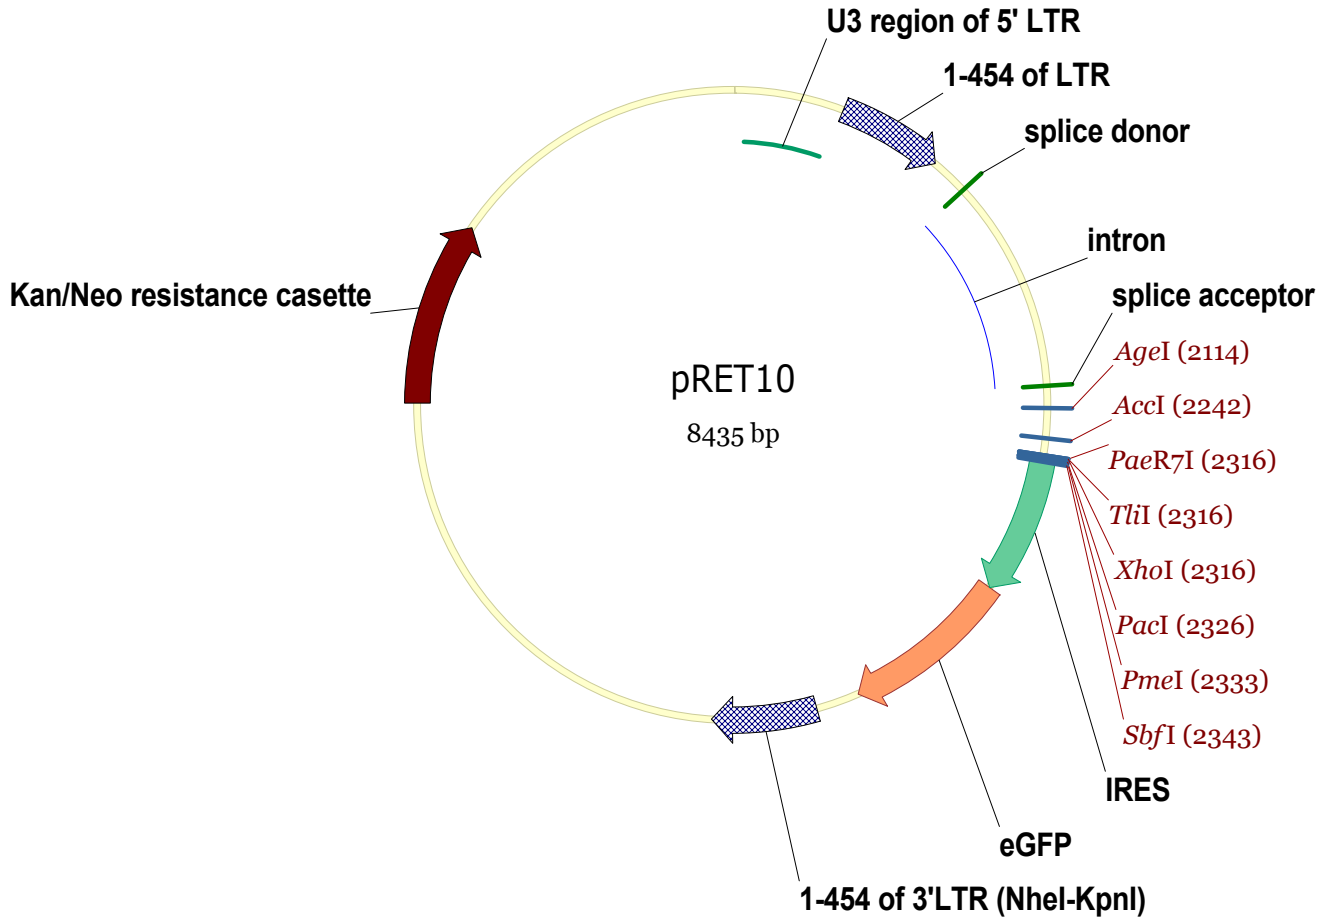 U3 region of 5' LTR
1-454 of LTR
splice donor
intron
Kan/Neo resistance casette
splice acceptor
AgeI (2114)
pRET10
AccI (2242)
8435 bp
PaeR7I (2316)
TliI (2316)
XhoI (2316)
PacI (2326)
PmeI (2333)
SbfI (2343)
IRES
eGFP
1-454 of 3'LTR (NheI-KpnI)